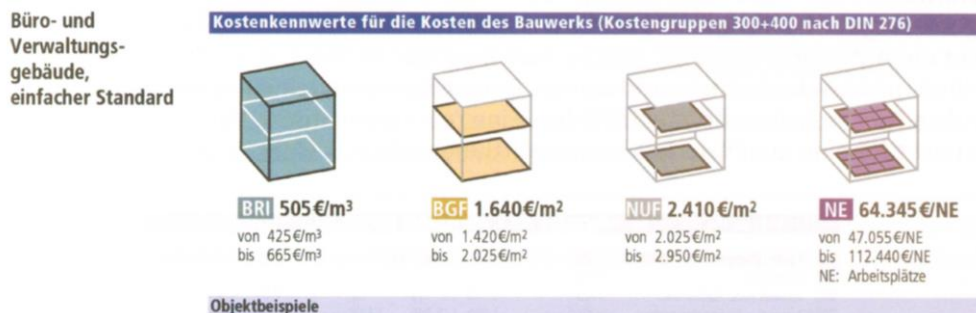 Büro- und
Verwaltungs-
gebäude,
einfacher Standard
Kostenkennwerte für die Kosten des Bauwerks (Kostengruppen 300+400 nach DIN 276)
BRI 505 €/m³
von 425 €/m³
bis 665 €/m³
BGF 1.640 €/m²
von 1.420 €/m²
bis 2.025 €/m²
NUF 2.410 €/m²
von 2.025 €/m²
bis 2.950 €/m²
NE 64.345 €/NE
von 47.055 €/NE
bis 112.440 €/NE
NE: Arbeitsplätze
Objektbeispiele